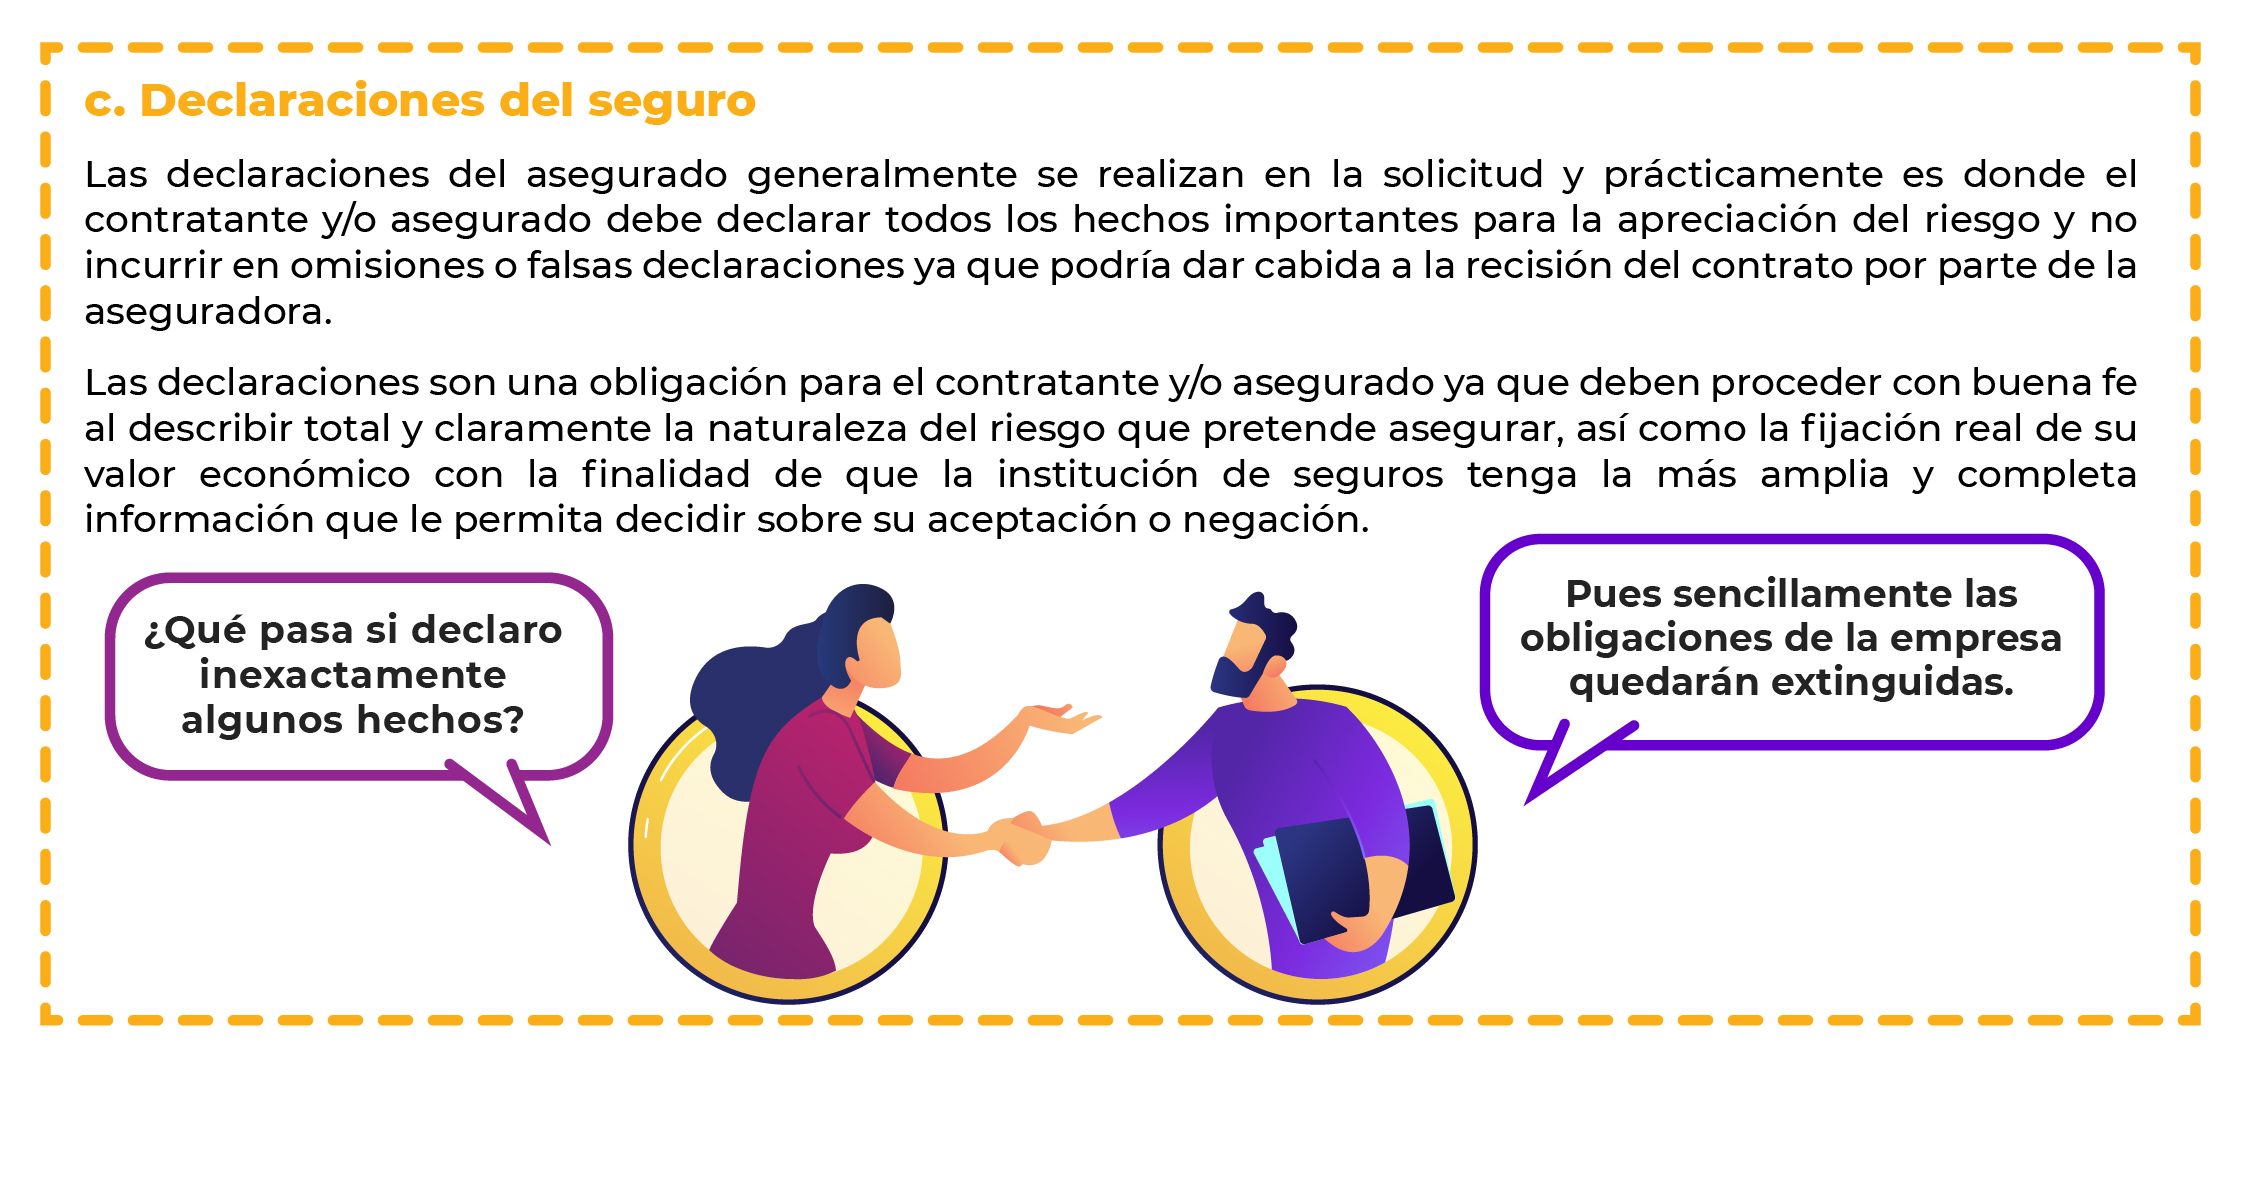 c. Declaraciones del seguro
Las declaraciones del asegurado generalmente se realizan en la solicitud y prácticamente es donde el
contratante y/o asegurado debe declarar todos los hechos importantes para la apreciación del riesgo y no
incurrir en omisiones o falsas declaraciones ya que podría dar cabida a la recisión del contrato por parte de la
aseguradora.
Las declaraciones son una obligación para el contratante y/o asegurado ya que deben proceder con buena fe
al describir total y claramente la naturaleza del riesgo que pretende asegurar, así como la fijación real de su
valor económico con la finalidad de que la institución de seguros tenga la más amplia y completa
información que le permita decidir sobre su aceptación o negación.
¿Qué pasa si declaro
inexactamente
algunos hechos?
Pues sencillamente las
obligaciones de la empresa
quedarán extinguidas.